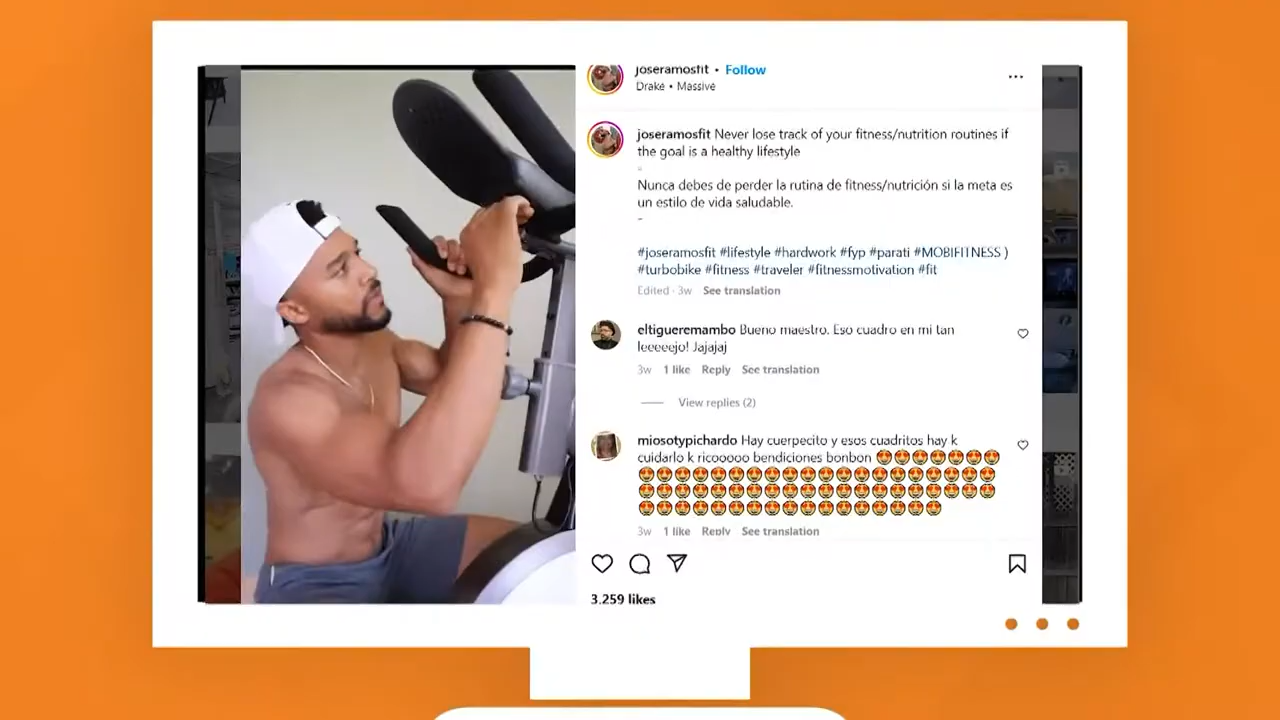 joseramosfit • Follow
Drake • Massive
joseramosfit Never lose track of your fitness/nutrition routines if
the goal is a healthy lifestyle
-
Nunca debes de perder la rutina de fitness/nutrición si la meta es
un estilo de vida saludable.
-
#joseramosfit #lifestyle #hardwork #fyp #parati #MOBIFITNESS )
#turbobike #fitness #traveler #fitnessmotivation #fit
Edited · 3w See translation
eltigueremambo Bueno maestro. Eso cuadro en mi tan
leeeeejo! Jajajaj
3w 1 like Reply See translation
View replies (2)
miosotypichardo Hay cuerpecito y esos cuadritos hay k
cuidarlo k ricooooo bendiciones bonbon 😍😍😍😍😍😍😍
😍😍😍😍😍😍😍😍😍😍😍😍😍😍😍😍😍😍😍😍
😍😍😍😍😍😍😍😍😍😍😍😍😍😍😍😍😍😍😍😍
😍😍😍😍😍😍😍😍😍😍😍😍😍😍😍😍😍
3w 1 like Reply See translation
3,259 likes